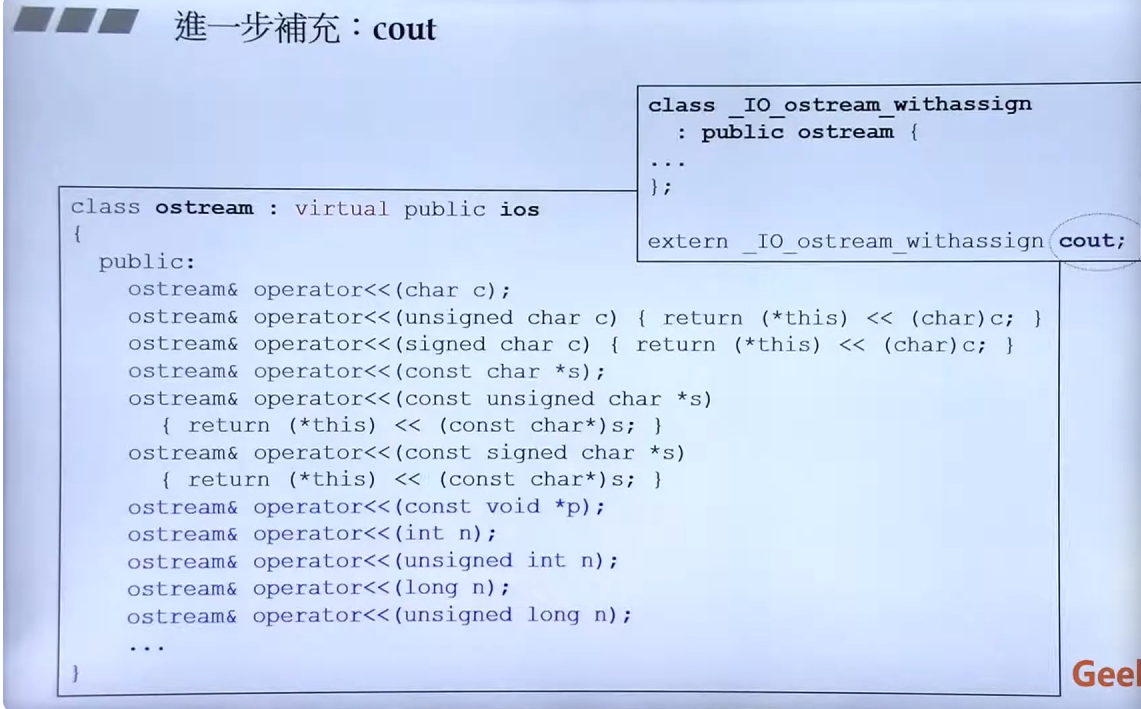 進一步補充：cout
class _IO_ostream_withassign
: public ostream {
...
};
extern _IO_ostream_withassign cout;
class ostream : virtual public ios
{
public:
ostream& operator<<(char c);
ostream& operator<<(unsigned char c) { return (*this) << (char)c; }
ostream& operator<<(signed char c) { return (*this) << (char)c; }
ostream& operator<<(const char *s);
ostream& operator<<(const unsigned char *s)
{ return (*this) << (const char*)s; }
ostream& operator<<(const signed char *s)
{ return (*this) << (const char*)s; }
ostream& operator<<(const void *p);
ostream& operator<<(int n);
ostream& operator<<(unsigned int n);
ostream& operator<<(long n);
ostream& operator<<(unsigned long n);
...
}
Geek